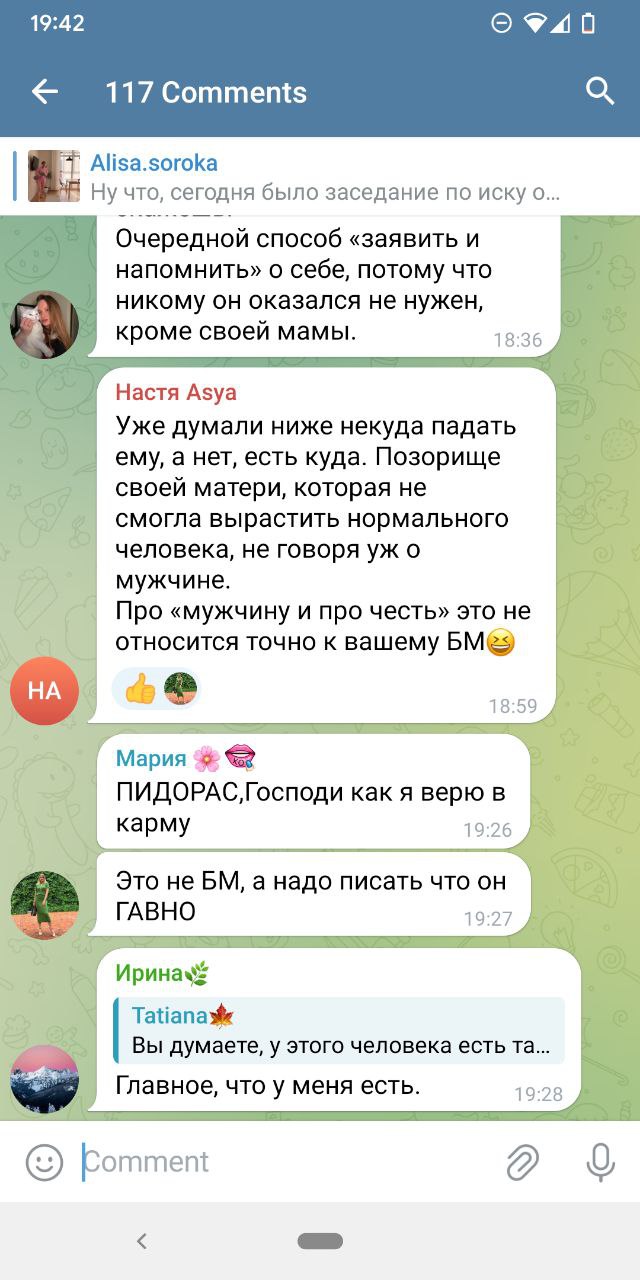 19:42
117 Comments
Alisa.soroka
Ну что, сегодня было заседание по иску о...
Очередной способ «заявить и
напомнить» о себе, потому что
никому он оказался не нужен,
кроме своей мамы.
18:36
Настя Asya
Уже думали ниже некуда падать
ему, а нет, есть куда. Позорище
своей матери, которая не
смогла вырастить нормального
человека, не говоря уж о
мужчине.
Про «мужчину и про честь» это не
относится точно к вашему БМ😆
НА
👍
18:59
Мария 🌸🫦
ПИДОРАС,Господи как я верю в
карму
19:26
Это не БМ, а надо писать что он
ГАВНО
19:27
Ирина🌿
Tatiana🍁
Вы думаете, у этого человека есть та...
Главное, что у меня есть.
19:28
Comment